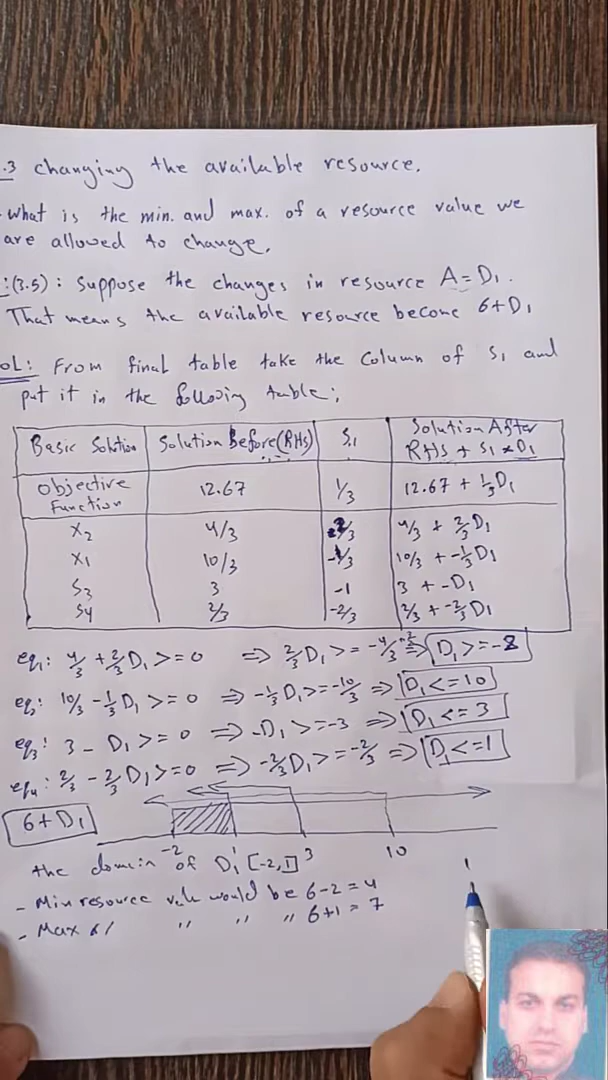 .3 changing the available resource.
- what is the min. and max. of a resource value we
are allowed to change.
:(3.5): Suppose the changes in resource A = D₁.
That means the available resource become 6+D₁
oL: From final table take the Column of S₁ and
put it in the following table:
Basic Solution | Solution Before (RHS) | S₁ | Solution After RHS + S₁ * D₁
Objective Function | 12.67 | 1/3 | 12.67 + 1/3 D₁
X₂ | 4/3 | 2/3 | 4/3 + 2/3 D₁
X₁ | 10/3 | -1/3 | 10/3 + -1/3 D₁
S₃ | 3 | -1 | 3 + -D₁
S₄ | 2/3 | -2/3 | 2/3 + -2/3 D₁
eq₁: 4/3 + 2/3 D₁ >= 0 => 2/3 D₁ >= -4/3 => D₁ >= -2
eq₂: 10/3 - 1/3 D₁ >= 0 => -1/3 D₁ >= -10/3 => D₁ <= 10
eq₃: 3 - D₁ >= 0 => -D₁ >= -3 => D₁ <= 3
eq₄: 2/3 - 2/3 D₁ >= 0 => -2/3 D₁ >= -2/3 => D₁ <= 1
6+D₁
-2 1 3 10
the domain of D₁ [-2,1]
- Min resource would be 6-2 = 4
- Max " " " " 6+1 = 7